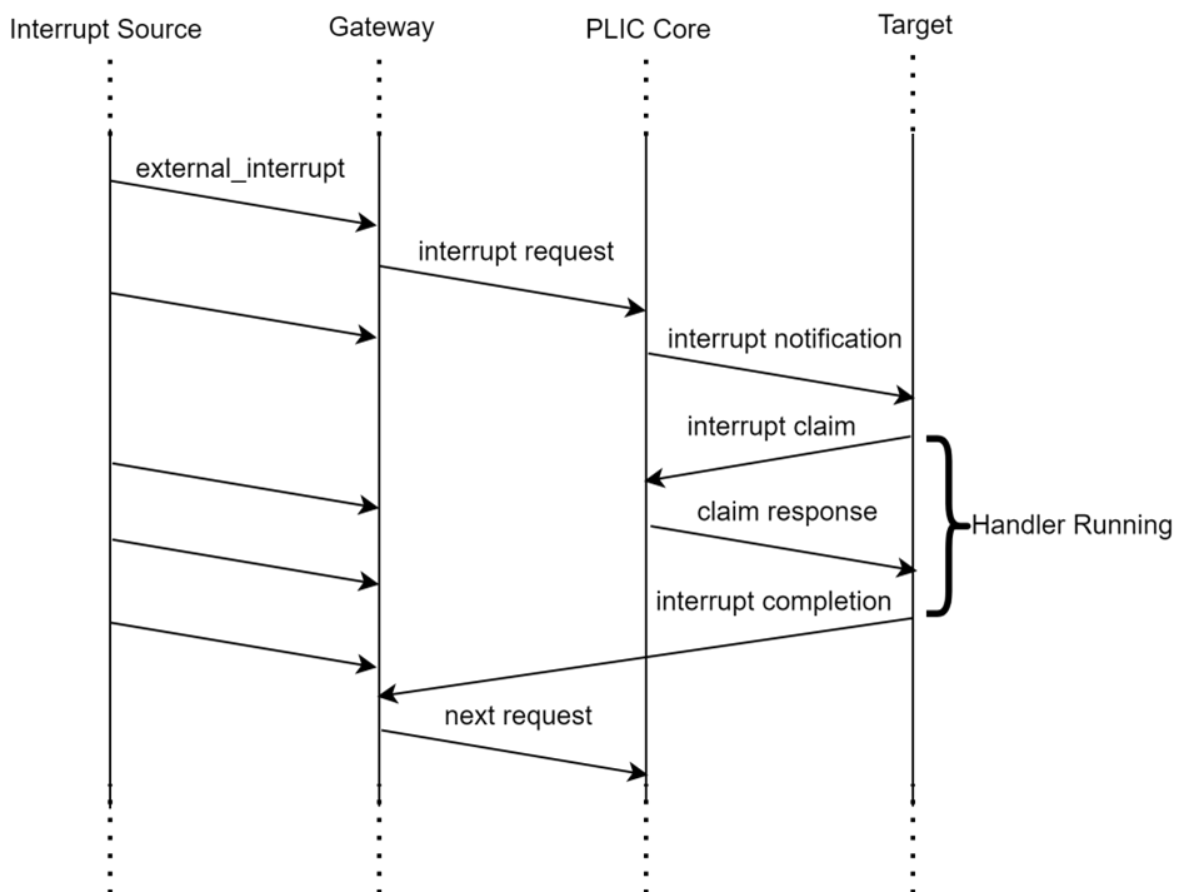 Interrupt Source
Gateway
PLIC Core
Target
external_interrupt
interrupt request
interrupt notification
interrupt claim
claim response
Handler Running
interrupt completion
next request